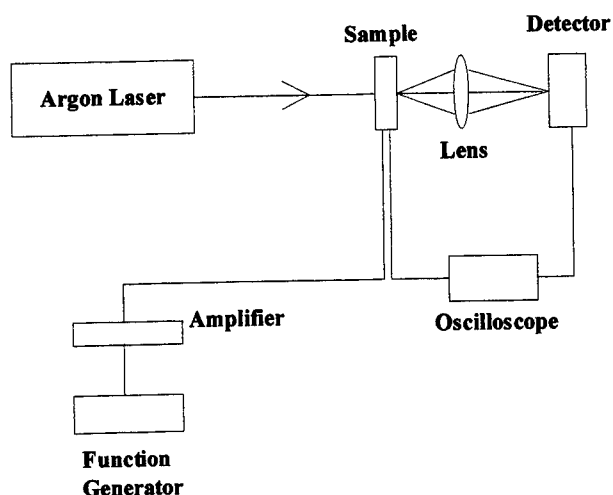 Detector
Sample
Argon Laser
Lens
Amplifier
Oscilloscope
Function
Generator